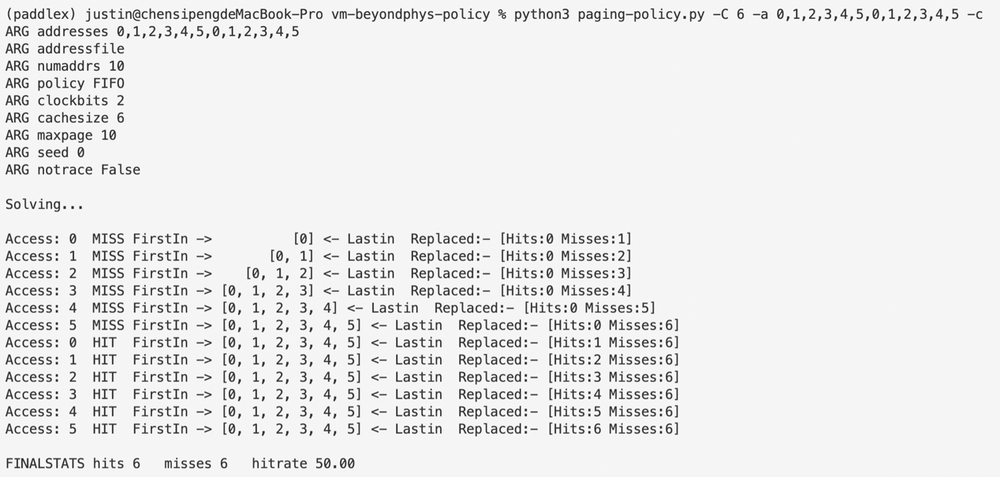 (paddlex) justin@chensipengdeMacBook-Pro vm-beyondphys-policy % python3 paging-policy.py -C 6 -a 0,1,2,3,4,5,0,1,2,3,4,5 -c
ARG addresses 0,1,2,3,4,5,0,1,2,3,4,5
ARG addressfile
ARG numaddrs 10
ARG policy FIFO
ARG clockbits 2
ARG cachesize 6
ARG maxpage 10
ARG seed 0
ARG notrace False

Solving...

Access: 0  MISS FirstIn ->          [0] <- Lastin  Replaced:- [Hits:0 Misses:1]
Access: 1  MISS FirstIn ->       [0, 1] <- Lastin  Replaced:- [Hits:0 Misses:2]
Access: 2  MISS FirstIn ->    [0, 1, 2] <- Lastin  Replaced:- [Hits:0 Misses:3]
Access: 3  MISS FirstIn -> [0, 1, 2, 3] <- Lastin  Replaced:- [Hits:0 Misses:4]
Access: 4  MISS FirstIn -> [0, 1, 2, 3, 4] <- Lastin  Replaced:- [Hits:0 Misses:5]
Access: 5  MISS FirstIn -> [0, 1, 2, 3, 4, 5] <- Lastin  Replaced:- [Hits:0 Misses:6]
Access: 0  HIT  FirstIn -> [0, 1, 2, 3, 4, 5] <- Lastin  Replaced:- [Hits:1 Misses:6]
Access: 1  HIT  FirstIn -> [0, 1, 2, 3, 4, 5] <- Lastin  Replaced:- [Hits:2 Misses:6]
Access: 2  HIT  FirstIn -> [0, 1, 2, 3, 4, 5] <- Lastin  Replaced:- [Hits:3 Misses:6]
Access: 3  HIT  FirstIn -> [0, 1, 2, 3, 4, 5] <- Lastin  Replaced:- [Hits:4 Misses:6]
Access: 4  HIT  FirstIn -> [0, 1, 2, 3, 4, 5] <- Lastin  Replaced:- [Hits:5 Misses:6]
Access: 5  HIT  FirstIn -> [0, 1, 2, 3, 4, 5] <- Lastin  Replaced:- [Hits:6 Misses:6]

FINALSTATS hits 6   misses 6   hitrate 50.00